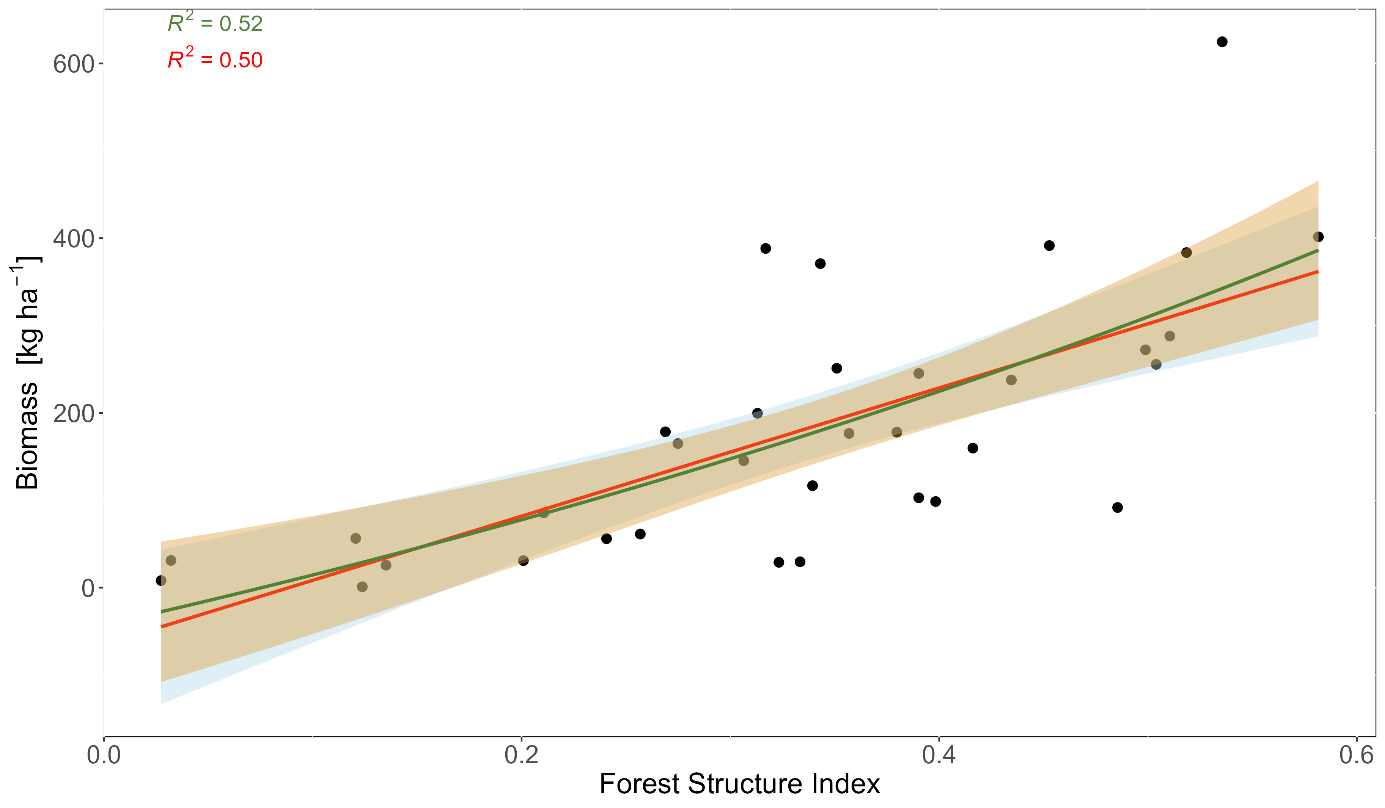 R² = 0.52
R² = 0.50
600
400
200
0
Biomass [kg ha⁻¹]
0.0 0.2 0.4 0.6
Forest Structure Index